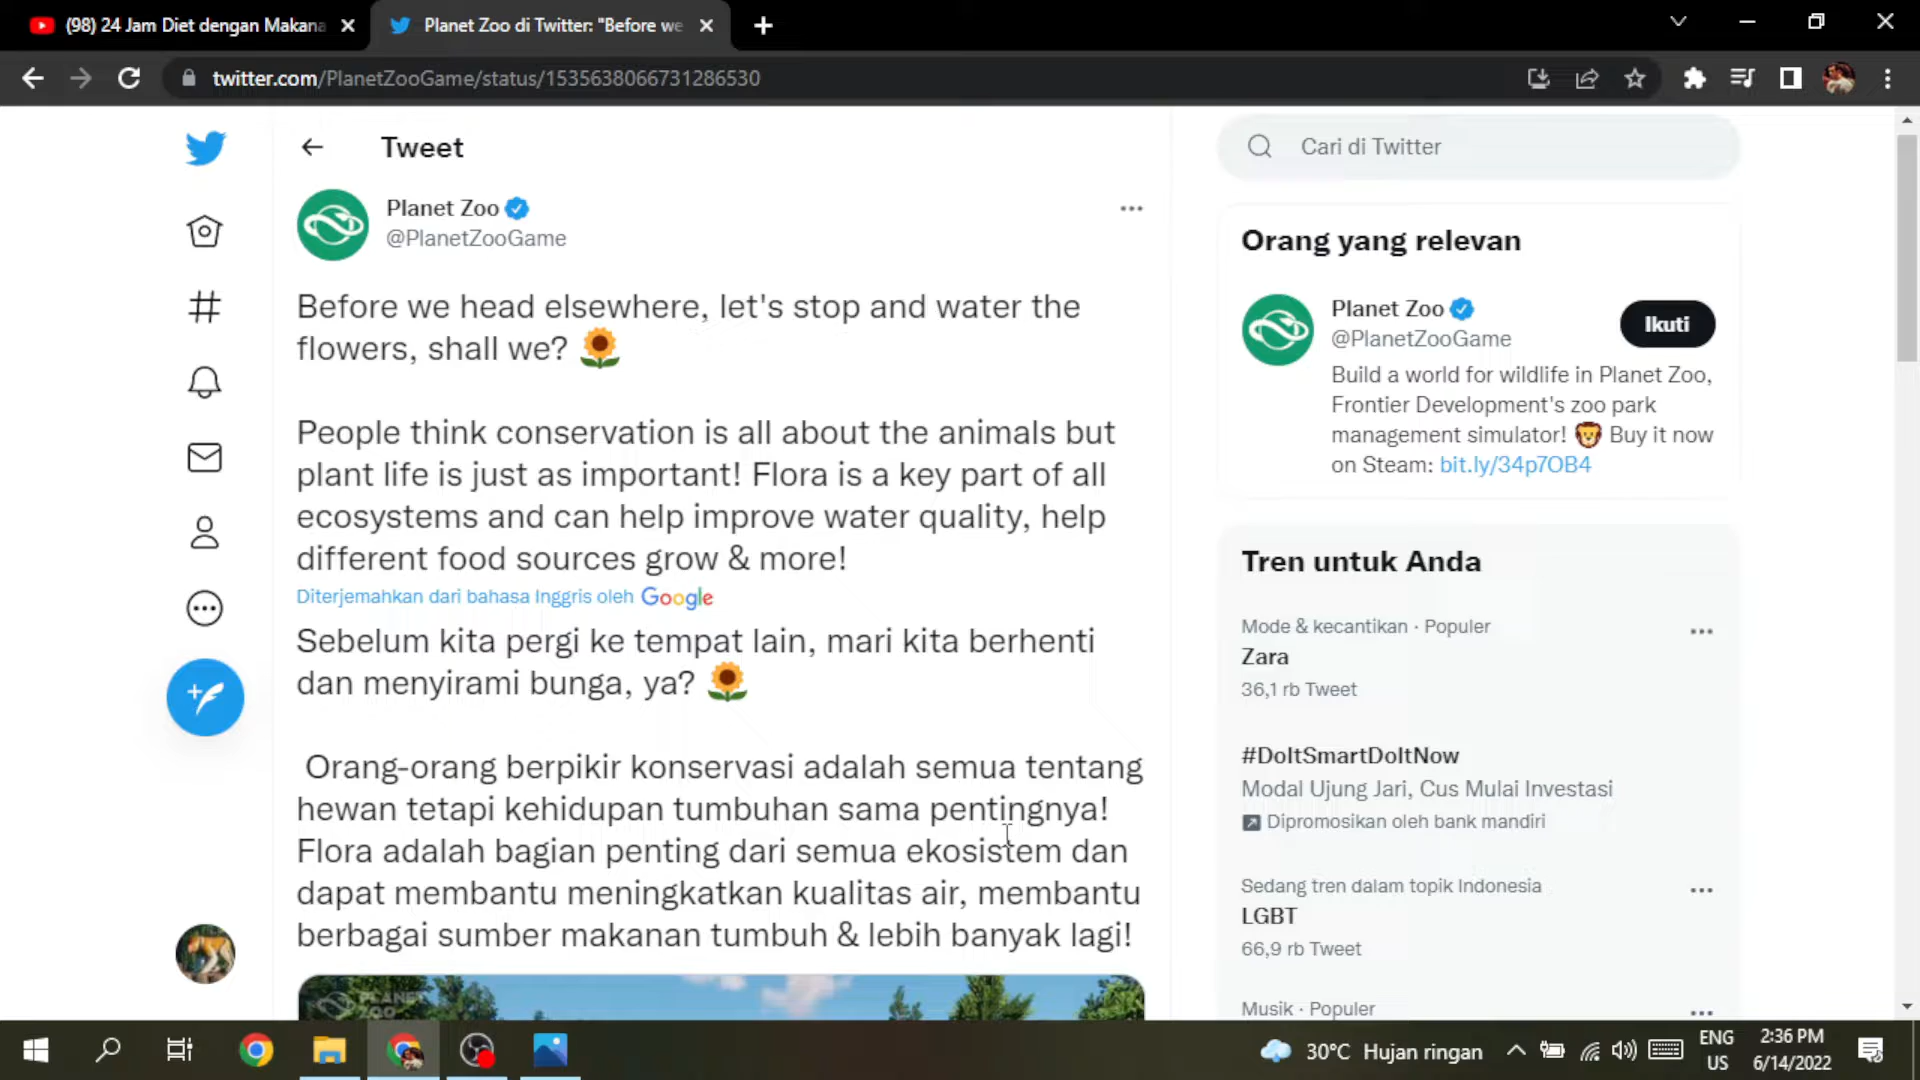 (98) 24 Jam Diet dengan Makana
Planet Zoo di Twitter: "Before we
twitter.com/PlanetZooGame/status/1535638066731286530
Tweet
Cari di Twitter
Planet Zoo
@PlanetZooGame
Before we head elsewhere, let's stop and water the
flowers, shall we? 🌻
People think conservation is all about the animals but
plant life is just as important! Flora is a key part of all
ecosystems and can help improve water quality, help
different food sources grow & more!
Diterjemahkan dari bahasa Inggris oleh Google
Sebelum kita pergi ke tempat lain, mari kita berhenti
dan menyirami bunga, ya? 🌻
Orang-orang berpikir konservasi adalah semua tentang
hewan tetapi kehidupan tumbuhan sama pentingnya!
Flora adalah bagian penting dari semua ekosistem dan
dapat membantu meningkatkan kualitas air, membantu
berbagai sumber makanan tumbuh & lebih banyak lagi!
PLANET
ZOO
Orang yang relevan
Planet Zoo
@PlanetZooGame
Ikuti
Build a world for wildlife in Planet Zoo,
Frontier Development's zoo park
management simulator! 🦁 Buy it now
on Steam: bit.ly/34p7OB4
Tren untuk Anda
Mode & kecantikan · Populer
Zara
36,1 rb Tweet
#DoItSmartDoItNow
Modal Ujung Jari, Cus Mulai Investasi
Dipromosikan oleh bank mandiri
Sedang tren dalam topik Indonesia
LGBT
66,9 rb Tweet
Musik · Populer
30°C Hujan ringan
ENG
US
2:36 PM
6/14/2022